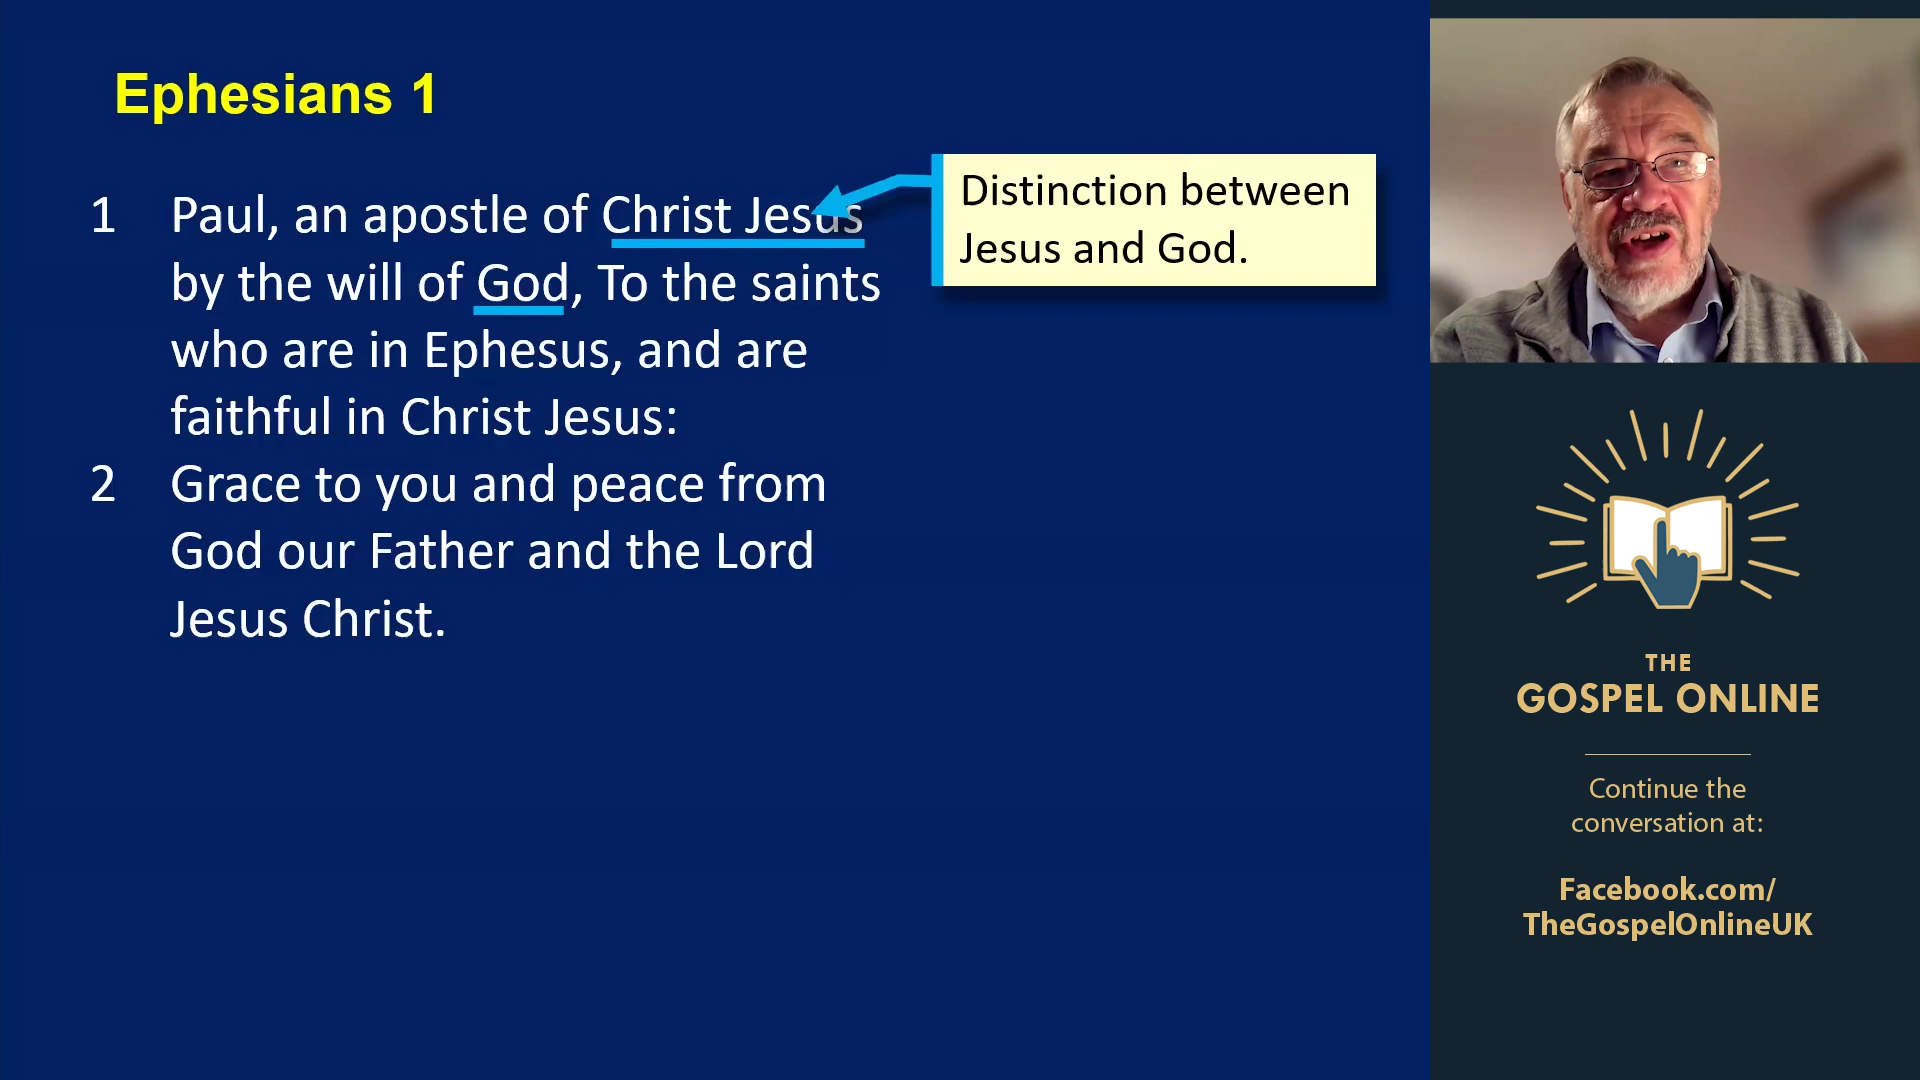 Ephesians 1
1 Paul, an apostle of Christ Jesus
by the will of God, To the saints
who are in Ephesus, and are
faithful in Christ Jesus:
2 Grace to you and peace from
God our Father and the Lord
Jesus Christ.
Distinction between
Jesus and God.
THE
GOSPEL ONLINE
Continue the
conversation at:
Facebook.com/
TheGospelOnlineUK